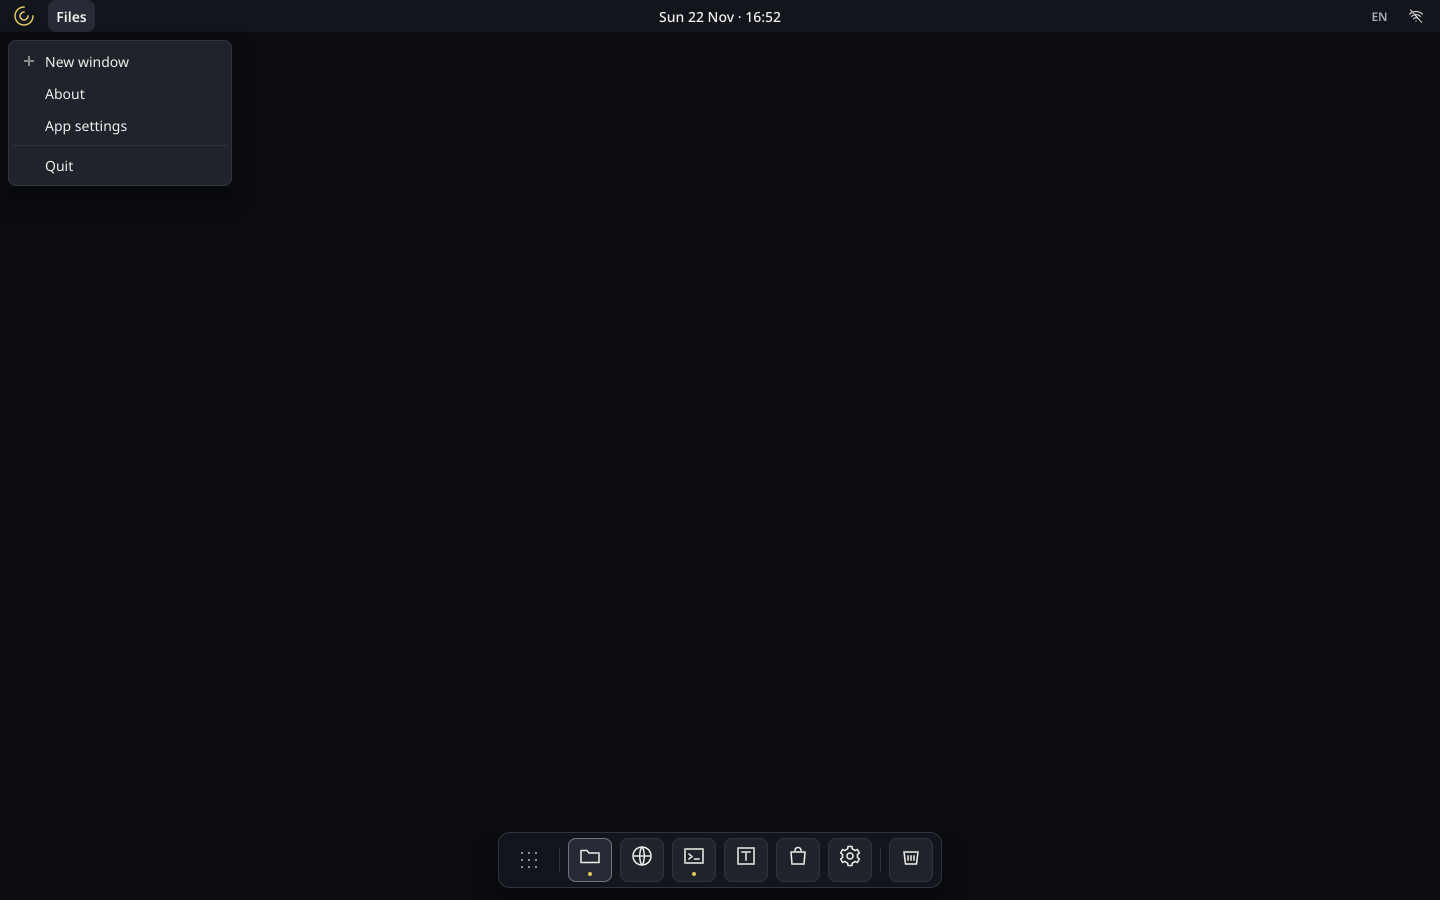 Files
Sun 22 Nov · 16:52
EN
New window
About
App settings
Quit